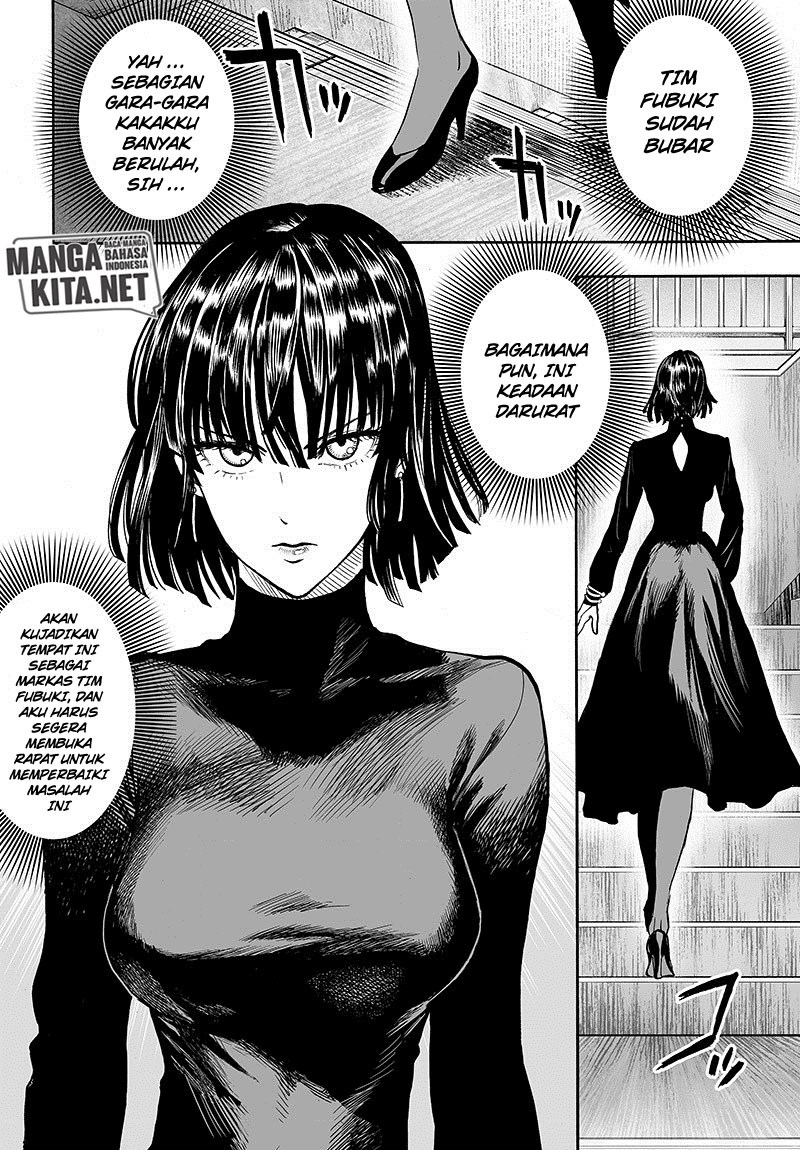 TIM
FUBUKI
SUDAH
BUBAR
YAH ...
SEBAGIAN
GARA-GARA
KAKAKKU
BANYAK
BERULAH,
SIH ...
カッ
カッ
MANGA
KITA.NET
BACA MANGA
BAHASA
INDONESIA
BAGAIMANA
PUN, INI
KEADAAN
DARURAT
AKAN
KUJADIKAN
TEMPAT INI
SEBAGAI
MARKAS TIM
FUBUKI, DAN
AKU HARUS
SEGERA
MEMBUKA
RAPAT UNTUK
MEMPERBAIKI
MASALAH
INI
カッ